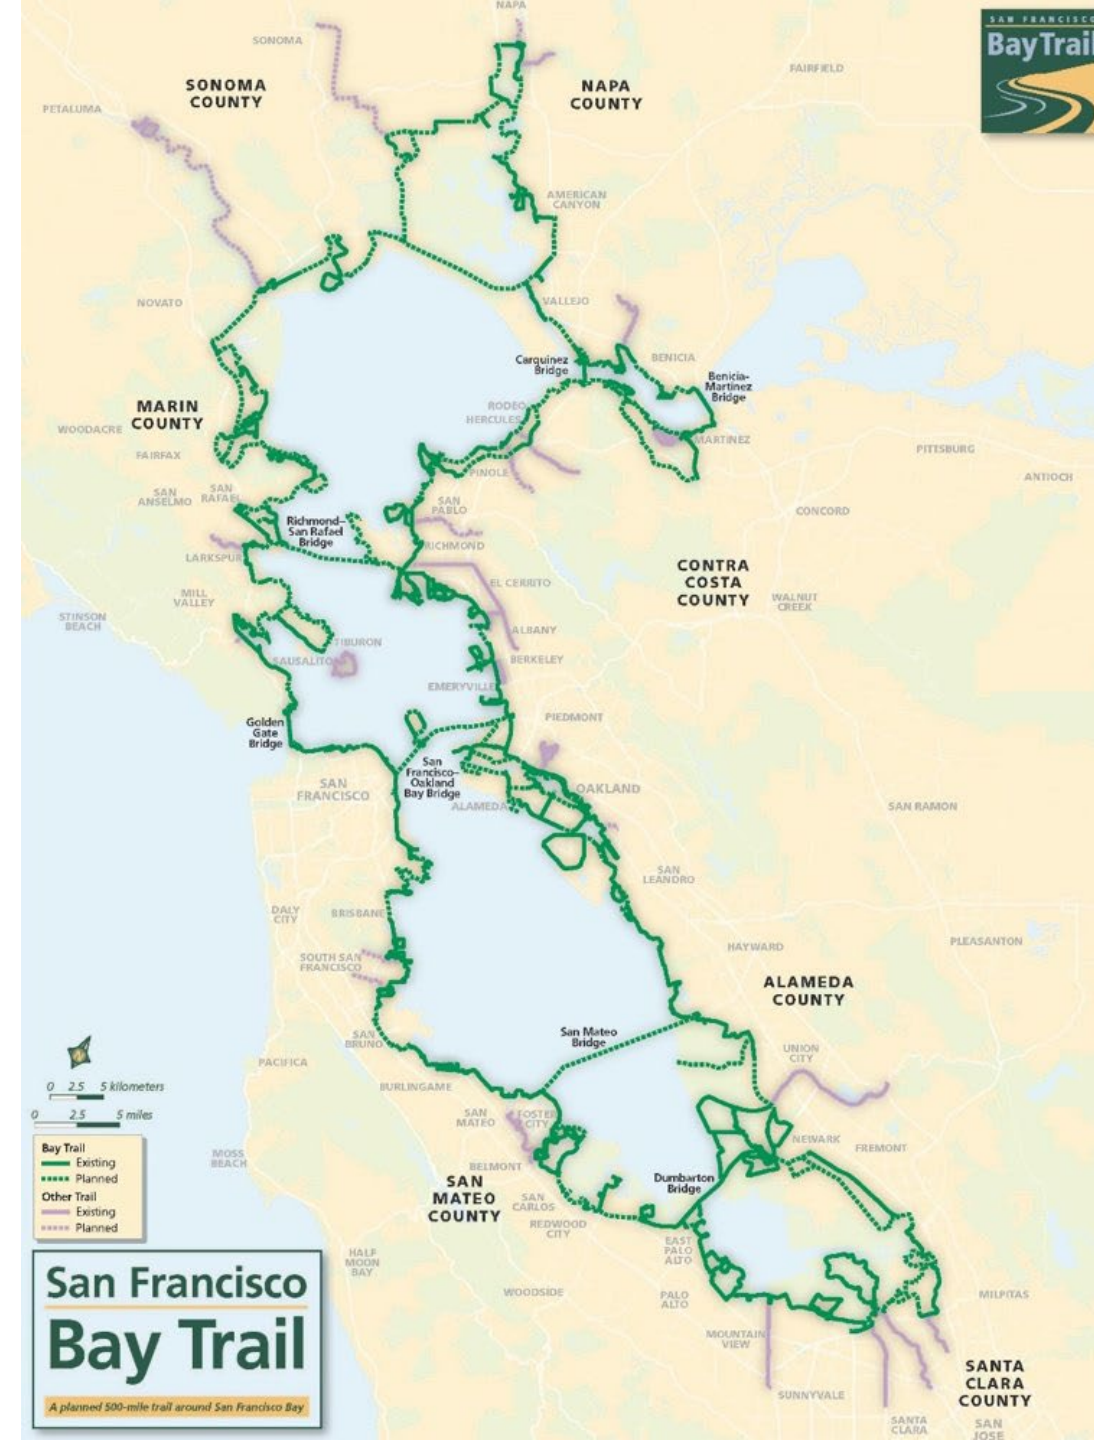 NAPA
SAN FRANCISCO
Bay Trail
SONOMA
SONOMA
COUNTY
NAPA
COUNTY
FAIRFIELD
PETALUMA
AMERICAN
CANYON
NOVATO
VALLEJO
Carquinez
Bridge
BENICIA
Benicia-
Martinez
Bridge
MARIN
COUNTY
RODEO
HERCULES
WOODACRE
MARTINEZ
PITTSBURG
FAIRFAX
PINOLE
ANTIOCH
SAN
ANSELMO
SAN
RAFAEL
SAN
PABLO
CONCORD
Richmond–
San Rafael
Bridge
RICHMOND
LARKSPUR
CONTRA
COSTA
COUNTY
EL CERRITO
MILL
VALLEY
WALNUT
CREEK
STINSON
BEACH
ALBANY
TIBURON
SAUSALITO
BERKELEY
EMERYVILLE
Golden
Gate
Bridge
PIEDMONT
San
Francisco–
Oakland
Bay Bridge
SAN
FRANCISCO
OAKLAND
ALAMEDA
SAN RAMON
SAN
LEANDRO
DALY
CITY
BRISBANE
HAYWARD
PLEASANTON
SOUTH SAN
FRANCISCO
ALAMEDA
COUNTY
San Mateo
Bridge
SAN
BRUNO
UNION
CITY
PACIFICA
BURLINGAME
0 2.5 5 kilometers
0 2.5 5 miles
SAN
MATEO
FOSTER
CITY
NEWARK
FREMONT
MOSS
BEACH
BELMONT
Bay Trail
Existing
Planned
Other Trail
Existing
Planned
SAN
MATEO
COUNTY
SAN
CARLOS
Dumbarton
Bridge
REDWOOD
CITY
EAST
PALO
ALTO
HALF
MOON
BAY
WOODSIDE
PALO
ALTO
MILPITAS
MOUNTAIN
VIEW
SANTA
CLARA
COUNTY
SUNNYVALE
SANTA
CLARA
SAN
JOSE
San Francisco
Bay Trail
A planned 500-mile trail around San Francisco Bay